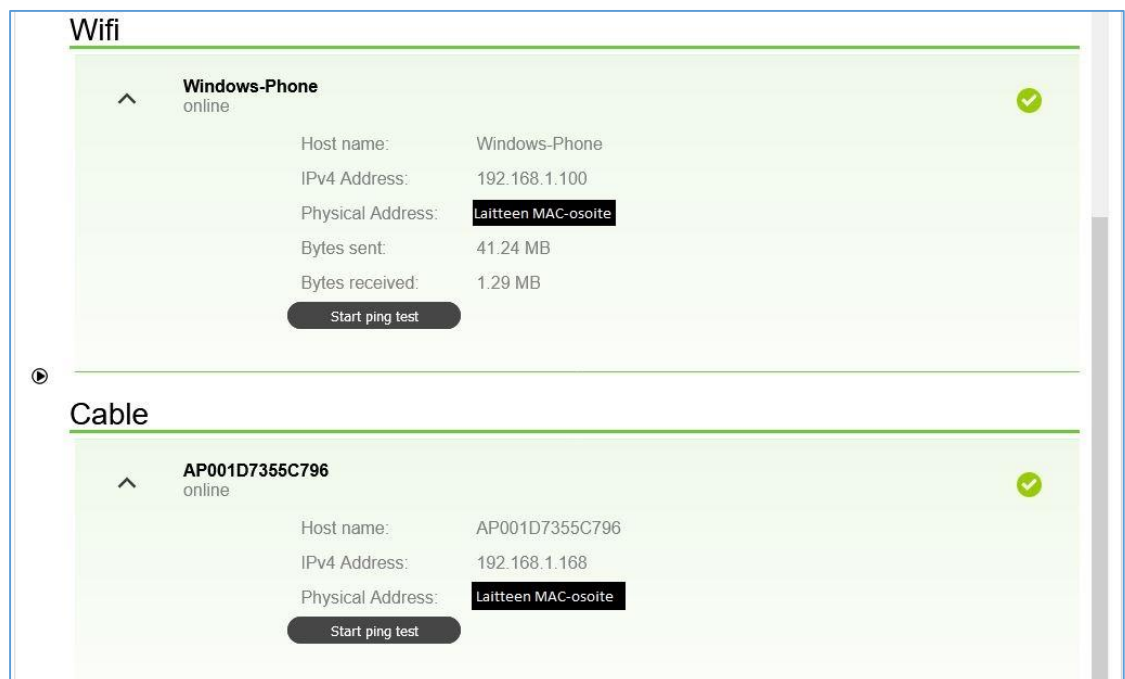 Wifi
Windows-Phone
online
Host name: Windows-Phone
IPv4 Address: 192.168.1.100
Physical Address: Laitteen MAC-osoite
Bytes sent: 41.24 MB
Bytes received: 1.29 MB
Start ping test
Cable
AP001D7355C796
online
Host name: AP001D7355C796
IPv4 Address: 192.168.1.168
Physical Address: Laitteen MAC-osoite
Start ping test